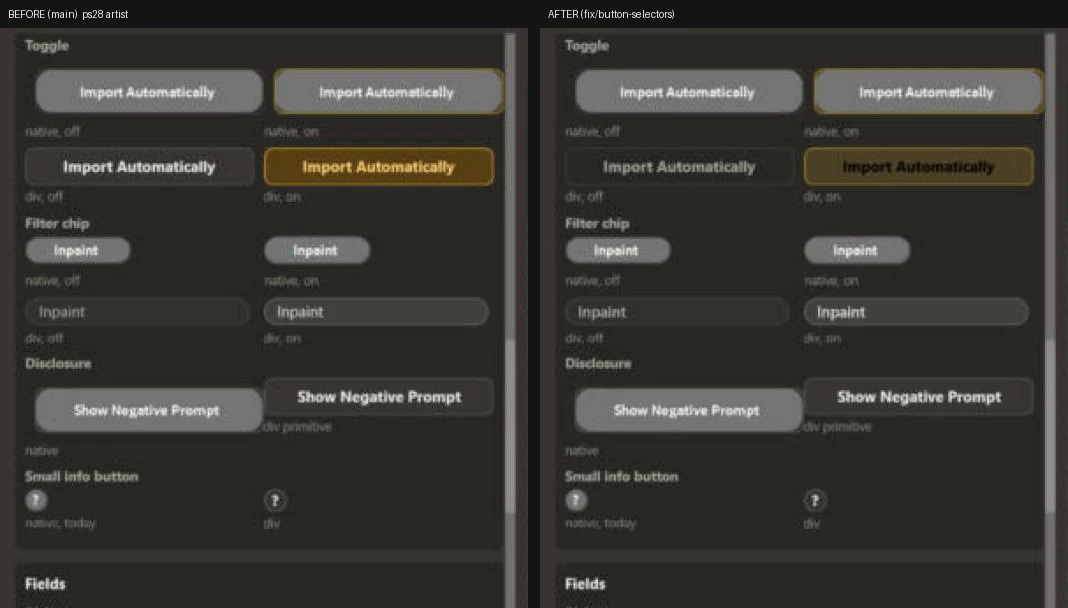 BEFORE (main) ps28 artist
Toggle
Import Automatically Import Automatically
native, off native, on
Import Automatically Import Automatically
div, off div, on
Filter chip
Inpaint Inpaint
native, off native, on
Inpaint Inpaint
div, off div, on
Disclosure
Show Negative Prompt Show Negative Prompt
div primitive
native
Small info button
? ?
native, today div
Fields
AFTER (fix/button-selectors)
Toggle
Import Automatically Import Automatically
native, off native, on
Import Automatically Import Automatically
div, off div, on
Filter chip
Inpaint Inpaint
native, off native, on
Inpaint Inpaint
div, off div, on
Disclosure
Show Negative Prompt Show Negative Prompt
div primitive
native
Small info button
? ?
native, today div
Fields